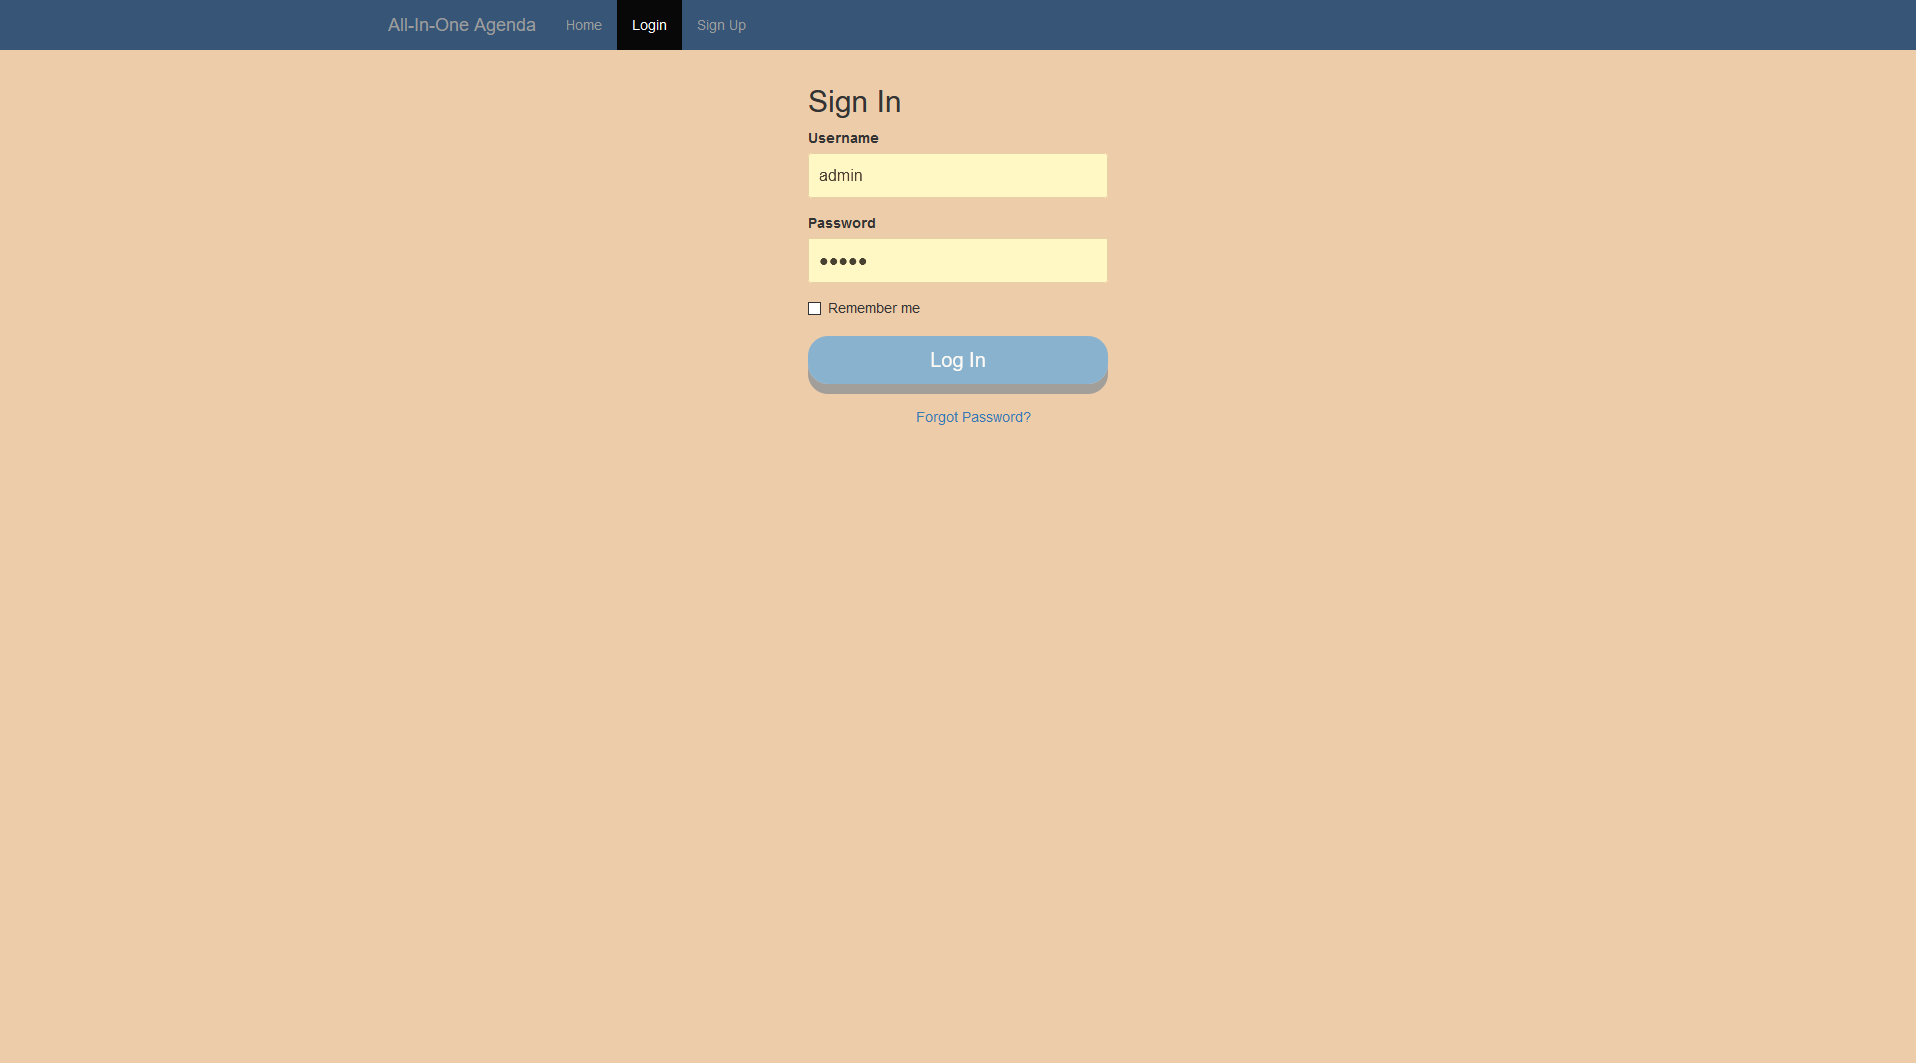 All-In-One Agenda Home Login Sign Up
Sign In
Username
admin
Password
•••••
Remember me
Log In
Forgot Password?